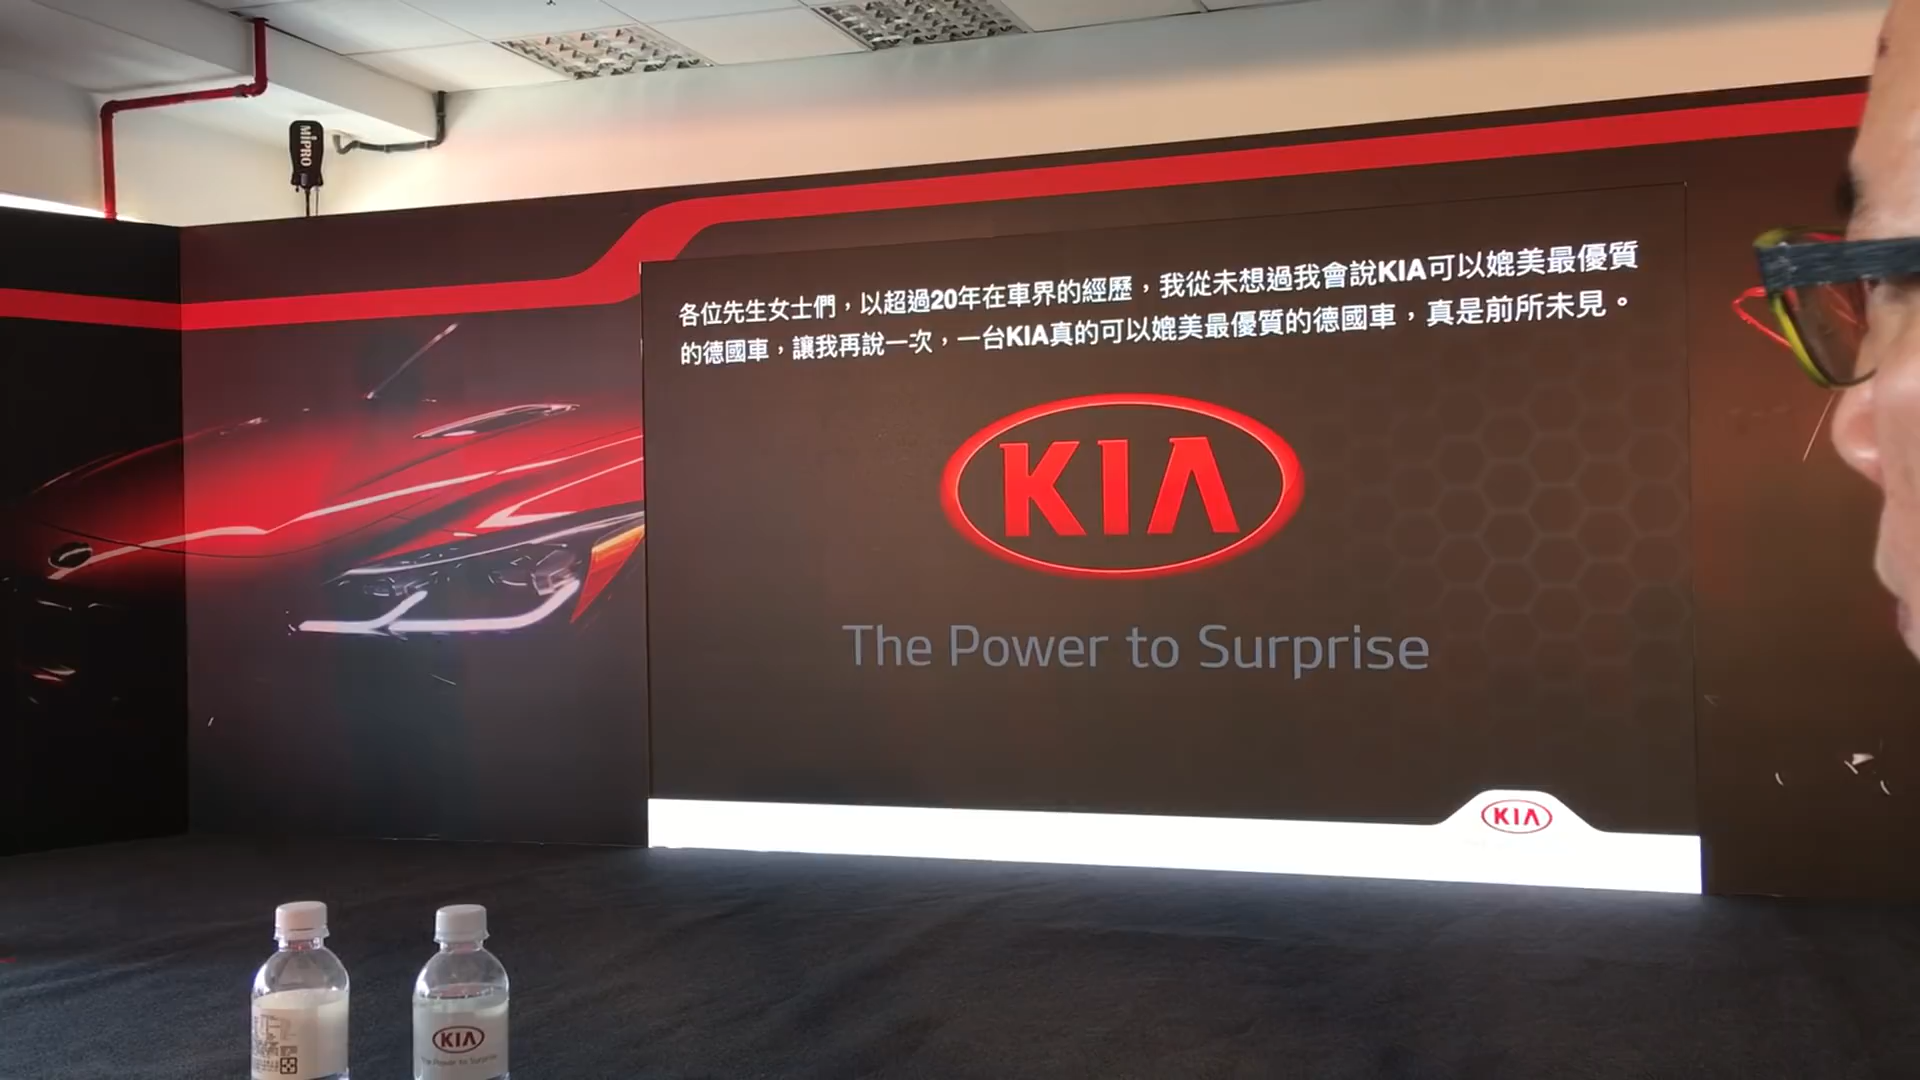 MiPRO
各位先生女士們，以超過20年在車界的經歷，我從未想過我會說KIA可以媲美最優質
的德國車，讓我再說一次，一台KIA真的可以媲美最優質的德國車，真是前所未見。
KIA
The Power to Surprise
KIA
KIA
The Power to Surprise